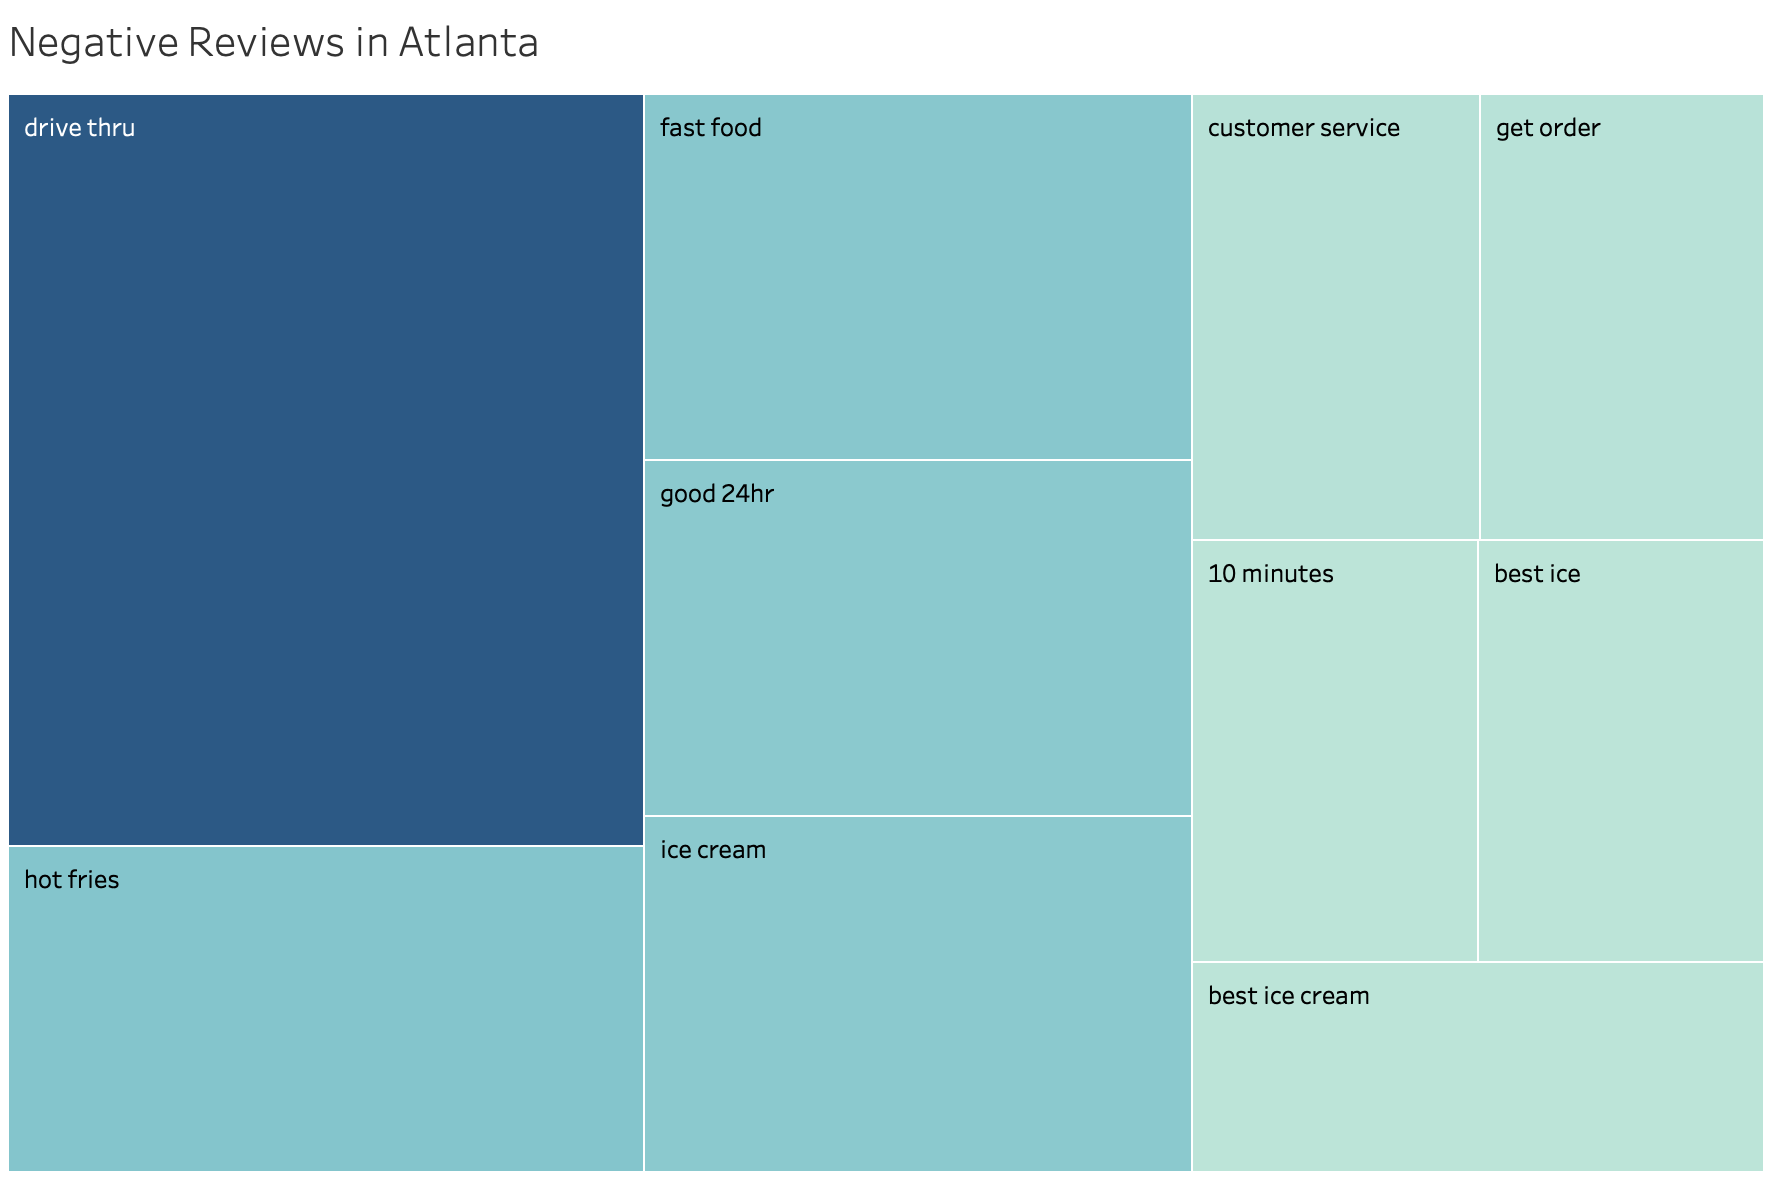 Negative Reviews in Atlanta
drive thru
hot fries
fast food
good 24hr
ice cream
customer service
get order
10 minutes
best ice
best ice cream